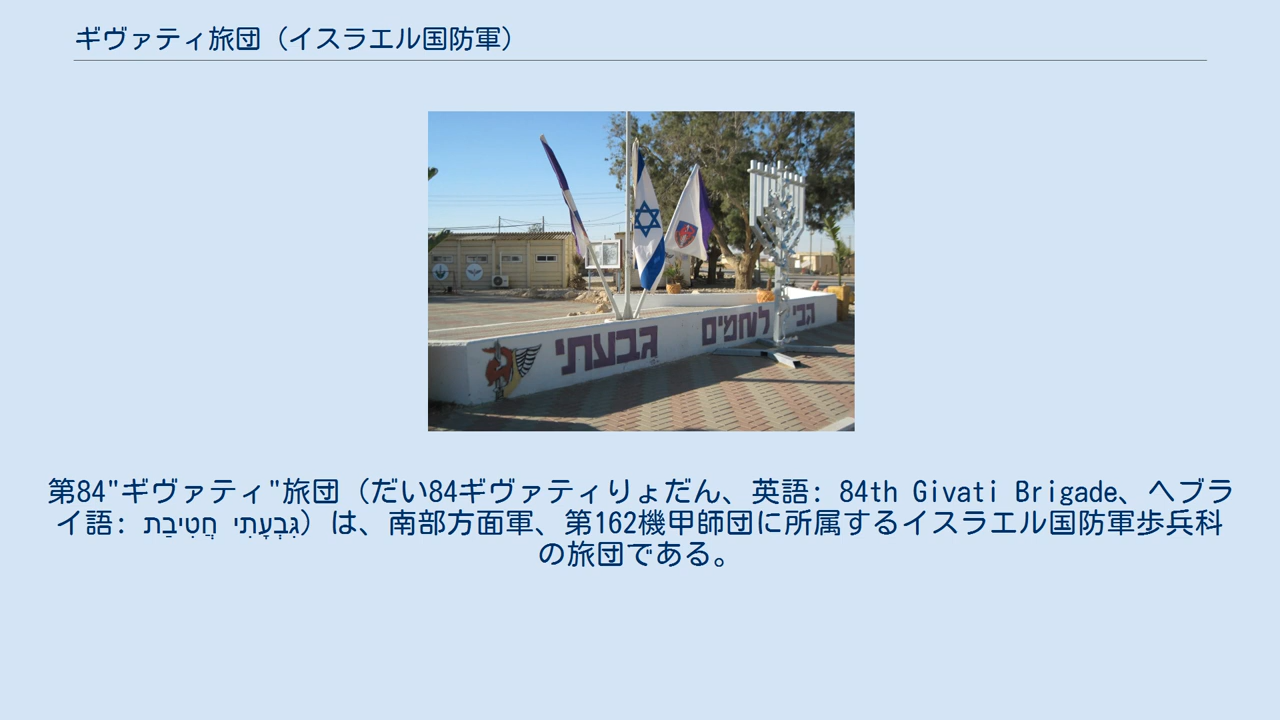 ギヴァティ旅団（イスラエル国防軍）
גבעתי לוחמים גבי
第84"ギヴァティ"旅団（だい84ギヴァティりょだん、英語: 84th Givati Brigade、ヘブラ
イ語: גִּבְעָתִי חֲטִיבַת）は、南部方面軍、第162機甲師団に所属するイスラエル国防軍歩兵科
の旅団である。